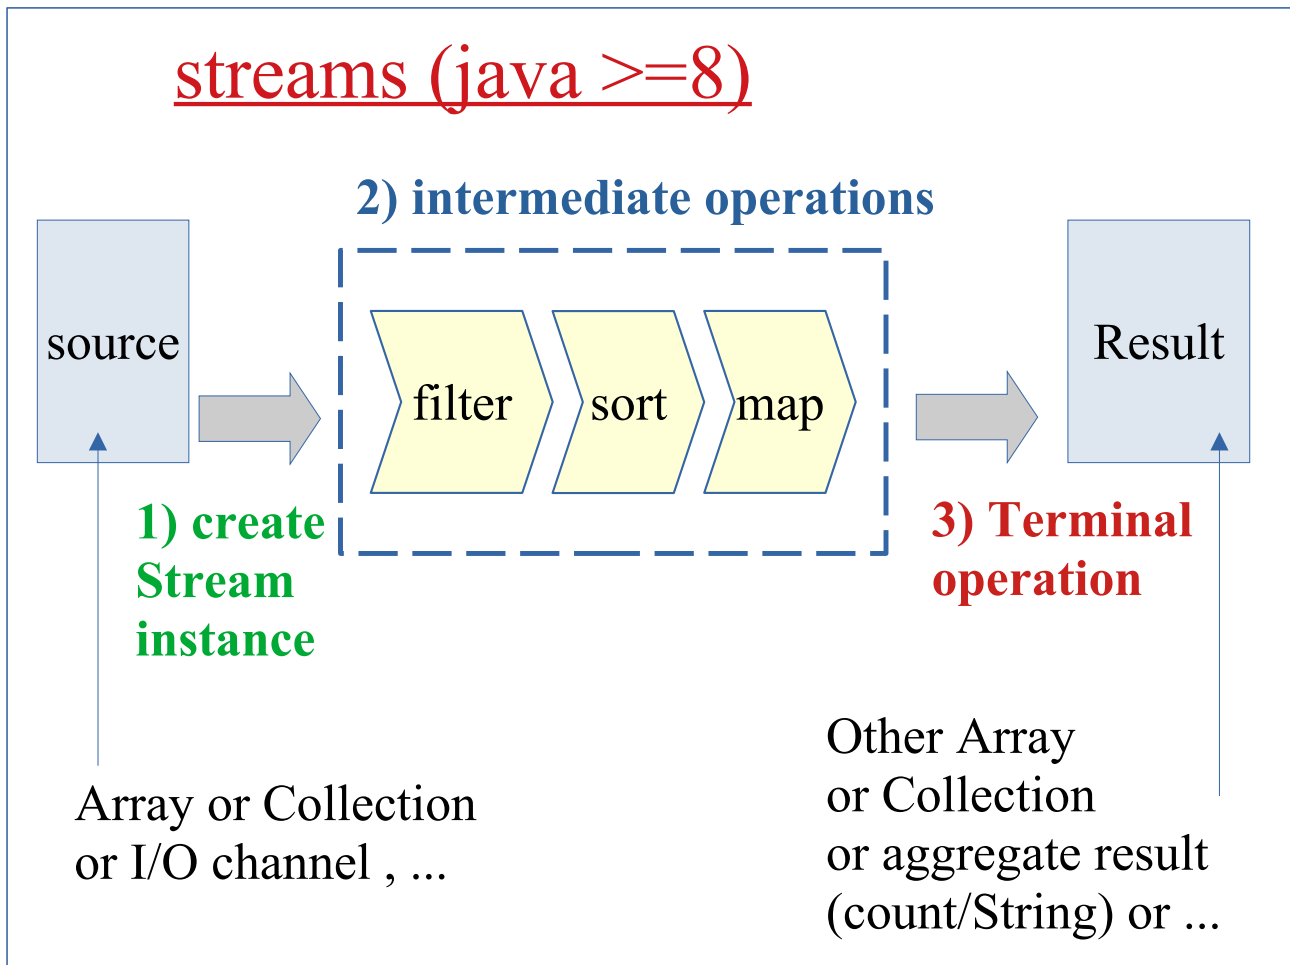 streams (java >=8)
2) intermediate operations
source
filter
sort
map
Result
1) create
Stream
instance
3) Terminal
operation
Array or Collection
or I/O channel , ...
Other Array
or Collection
or aggregate result
(count/String) or ...